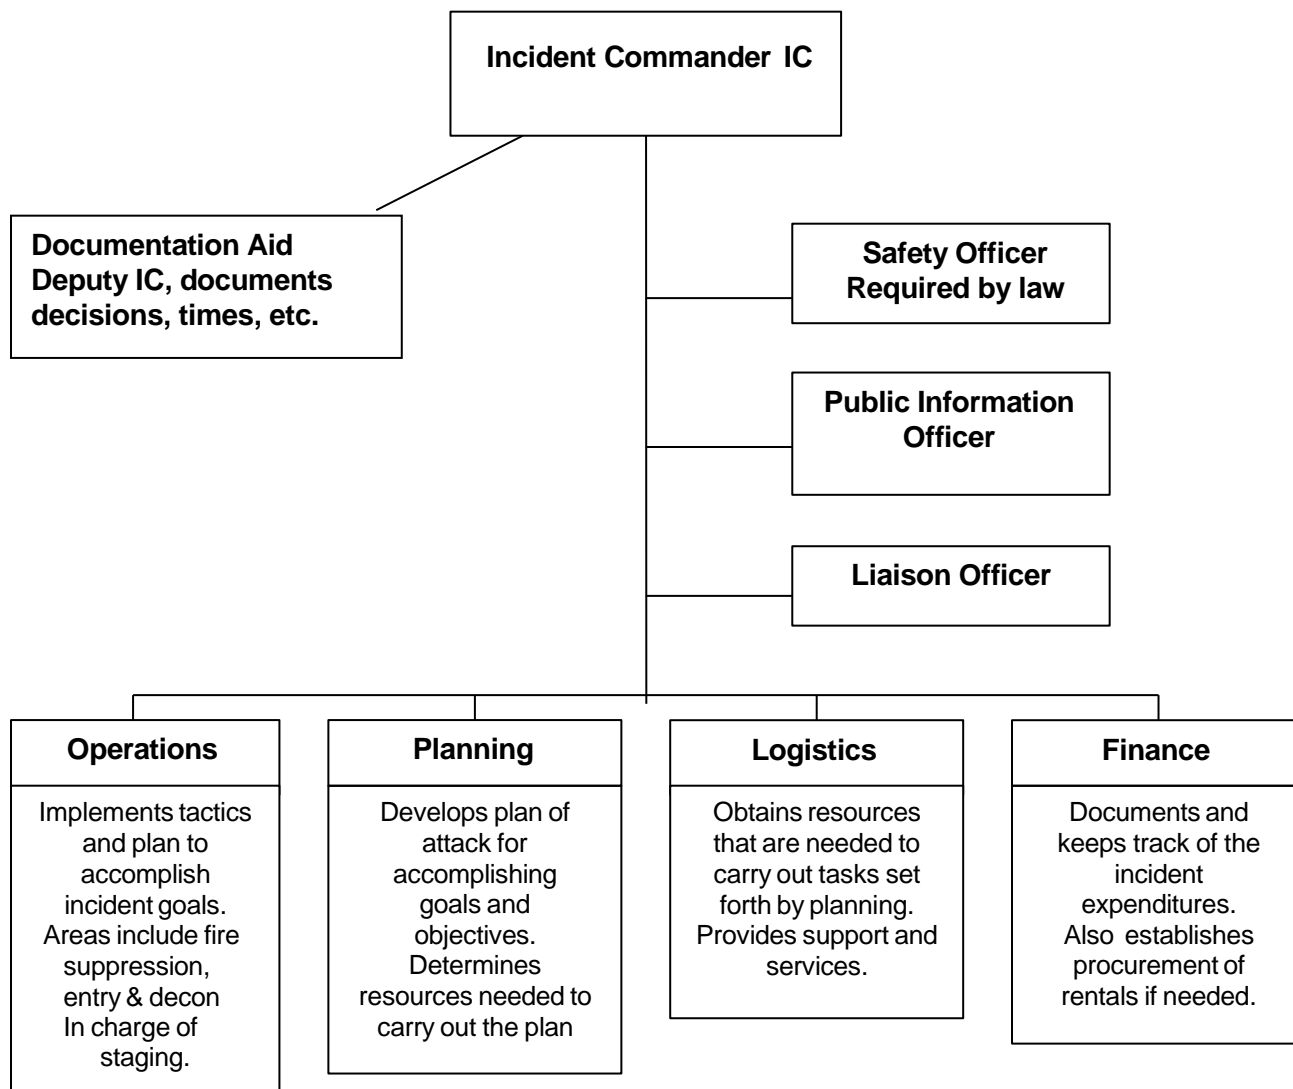 Incident Commander IC
Documentation Aid
Deputy IC, documents
decisions, times, etc.
Safety Officer
Required by law
Public Information
Officer
Liaison Officer
Operations
Implements tactics
and plan to
accomplish
incident goals.
Areas include fire
suppression,
entry & decon
In charge of
staging.
Planning
Develops plan of
attack for
accomplishing
goals and
objectives.
Determines
resources needed to
carry out the plan
Logistics
Obtains resources
that are needed to
carry out tasks set
forth by planning.
Provides support and
services.
Finance
Documents and
keeps track of the
incident
expenditures.
Also establishes
procurement of
rentals if needed.